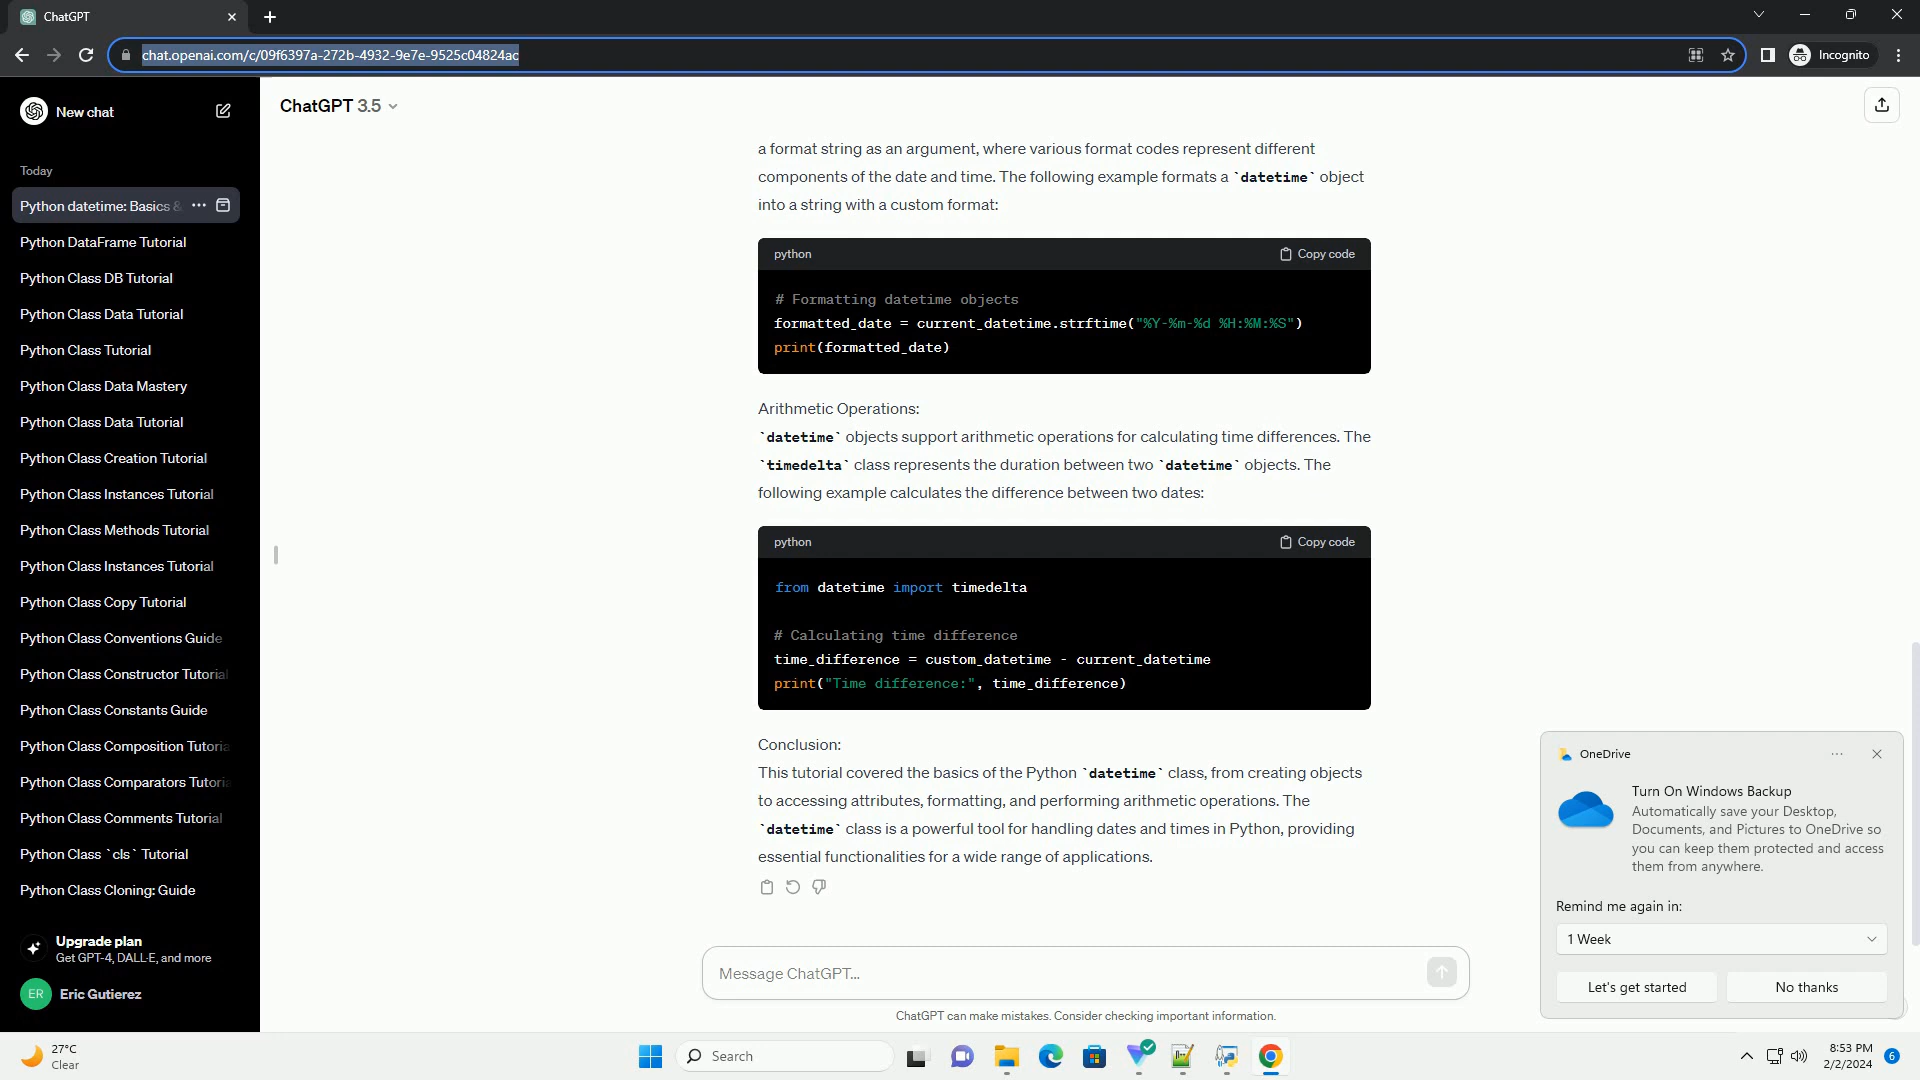 ChatGPT
chat.openai.com/c/09f6397a-272b-4932-9e7e-9525c04824ac
Incognito
New chat
ChatGPT 3.5
Today
Python datetime: Basics &
Python DataFrame Tutorial
Python Class DB Tutorial
Python Class Data Tutorial
Python Class Tutorial
Python Class Data Mastery
Python Class Data Tutorial
Python Class Creation Tutorial
Python Class Instances Tutorial
Python Class Methods Tutorial
Python Class Instances Tutorial
Python Class Copy Tutorial
Python Class Conventions Guide
Python Class Constructor Tutorial
Python Class Constants Guide
Python Class Composition Tutoria
Python Class Comparators Tutoria
Python Class Comments Tutorial
Python Class `cls` Tutorial
Python Class Cloning: Guide
Upgrade plan
Get GPT-4, DALL·E, and more
ER
Eric Gutierez
a format string as an argument, where various format codes represent different
components of the date and time. The following example formats a `datetime` object
into a string with a custom format:
python
Copy code
# Formatting datetime objects
formatted_date = current_datetime.strftime("%Y-%m-%d %H:%M:%S")
print(formatted_date)
Arithmetic Operations:
`datetime` objects support arithmetic operations for calculating time differences. The
`timedelta` class represents the duration between two `datetime` objects. The
following example calculates the difference between two dates:
python
Copy code
from datetime import timedelta
# Calculating time difference
time_difference = custom_datetime - current_datetime
print("Time difference:", time_difference)
Conclusion:
This tutorial covered the basics of the Python `datetime` class, from creating objects
to accessing attributes, formatting, and performing arithmetic operations. The
`datetime` class is a powerful tool for handling dates and times in Python, providing
essential functionalities for a wide range of applications.
Message ChatGPT...
ChatGPT can make mistakes. Consider checking important information.
OneDrive
Turn On Windows Backup
Automatically save your Desktop,
Documents, and Pictures to OneDrive so
you can keep them protected and access
them from anywhere.
Remind me again in:
1 Week
Let's get started
No thanks
27°C
Clear
Search
8:53 PM
2/2/2024
6